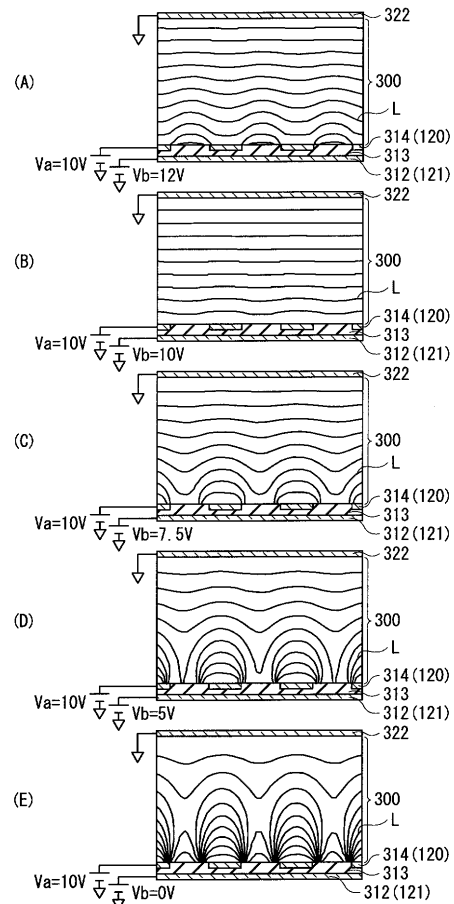 322
(A)
300
L
314(120)
313
312(121)
Va=10V
Vb=12V
322
(B)
300
L
314(120)
313
312(121)
Va=10V
Vb=10V
322
(C)
300
L
314(120)
313
312(121)
Va=10V
Vb=7.5V
322
(D)
300
L
314(120)
313
312(121)
Va=10V
Vb=5V
322
(E)
300
L
314(120)
313
312(121)
Va=10V
Vb=0V